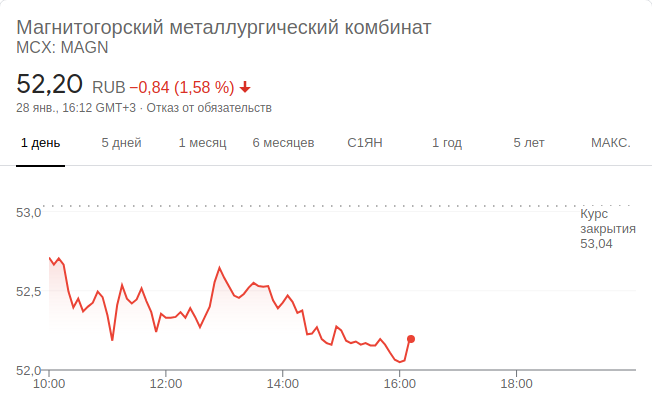 Магнитогорский металлургический комбинат
MCX: MAGN
52,20 RUB −0,84 (1,58 %)
28 янв., 16:12 GMT+3 · Отказ от обязательств
1 день 5 дней 1 месяц 6 месяцев С1ЯН 1 год 5 лет МАКС.
53,0
Курс
закрытия
53,04
52,5
52,0
10:00 12:00 14:00 16:00 18:00